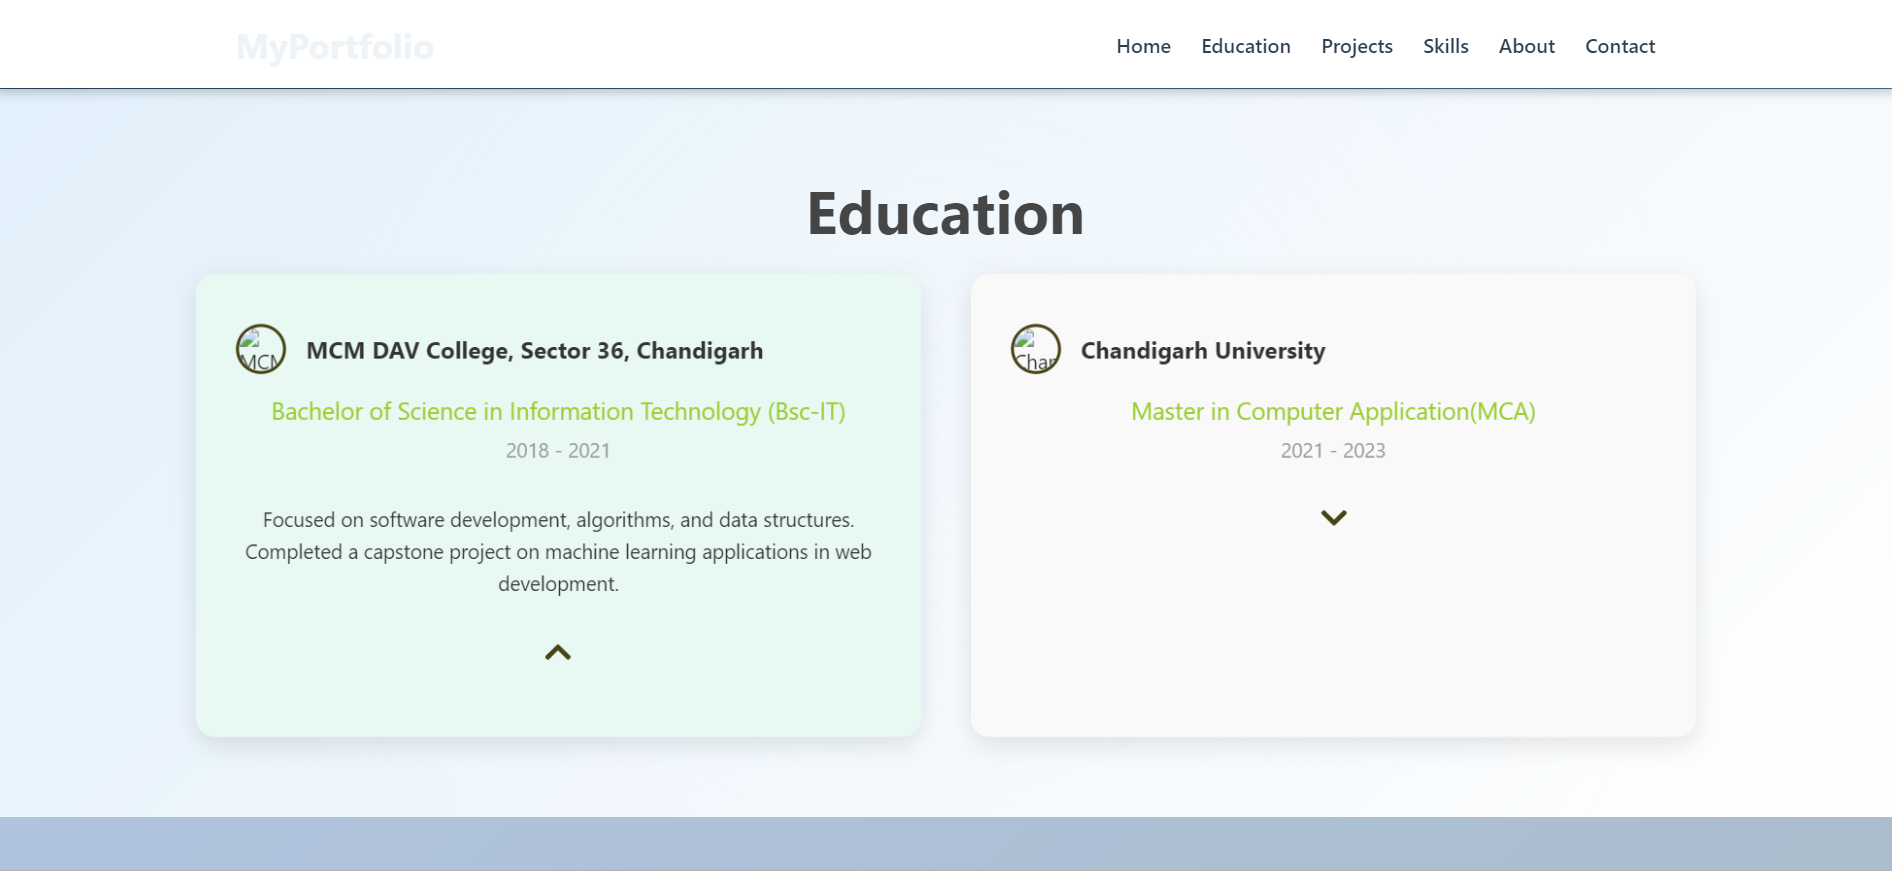 MyPortfolio
Home Education Projects Skills About Contact
Education
MCM MCM DAV College, Sector 36, Chandigarh
Bachelor of Science in Information Technology (Bsc-IT)
2018 - 2021
Focused on software development, algorithms, and data structures.
Completed a capstone project on machine learning applications in web
development.
Char Chandigarh University
Master in Computer Application(MCA)
2021 - 2023